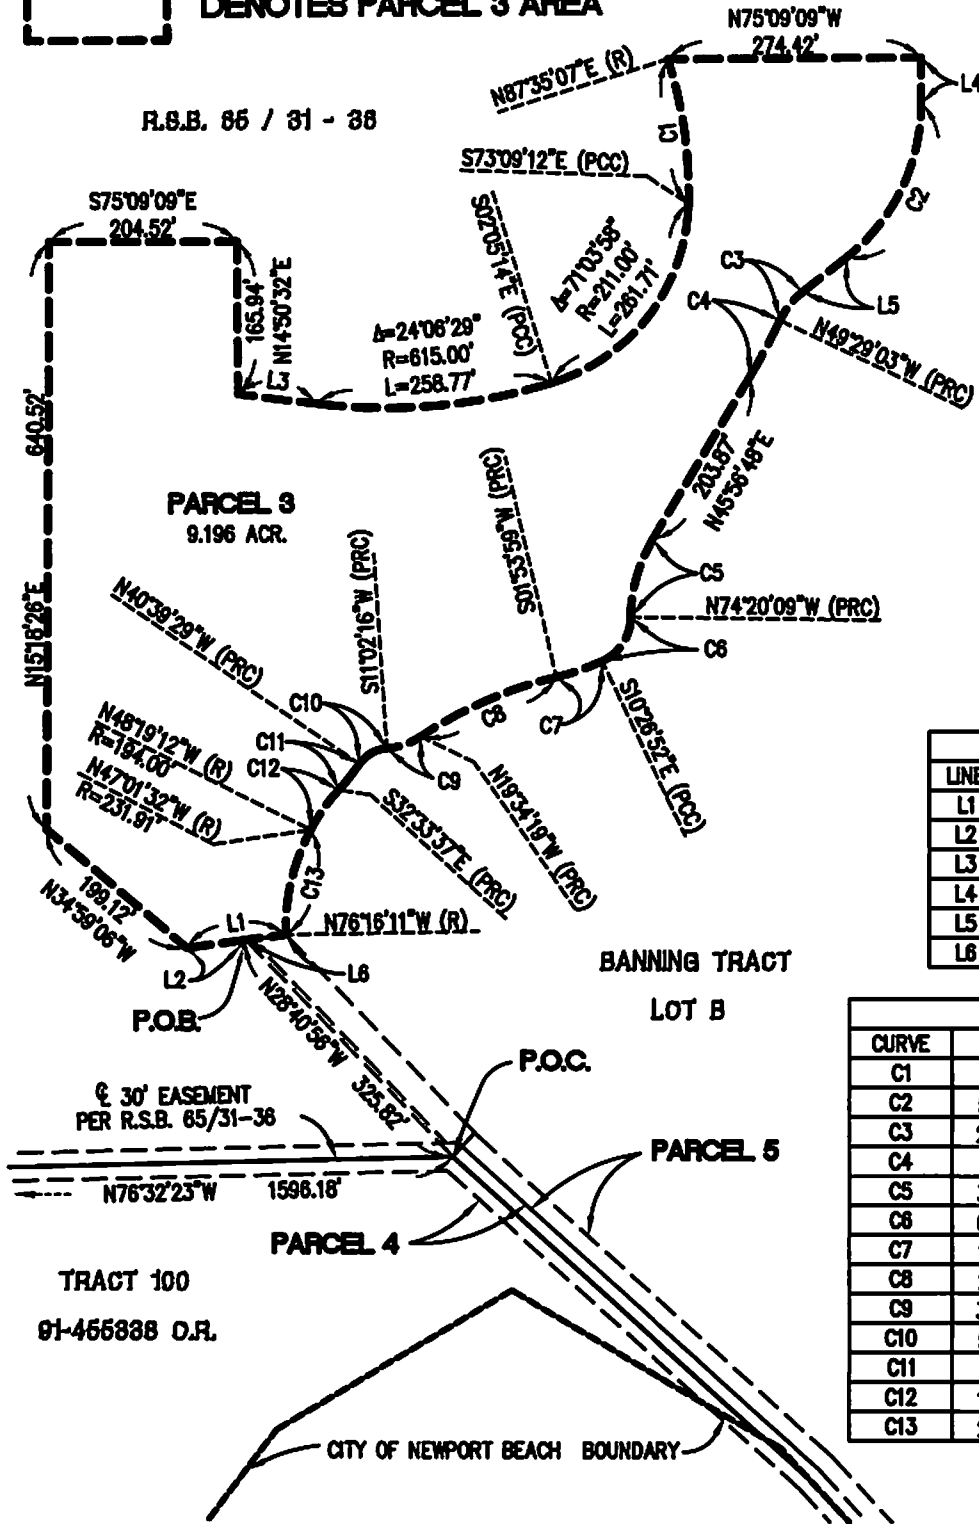 DENOTES PARCEL 3 AREA
N75°09'09"W
274.42'
L4
N87°35'07"E (R)
C1
R.S.B. 65 / 31 - 36
S73°09'12"E (PCC)
S75°09'09"E
204.52'
C2
S02°05'14"E (PCC)
Δ=71°03'58"
R=211.00'
L=261.71'
165.94'
N14°50'32"E
C3
C4
L5
N49°29'03"W (PRC)
Δ=24°06'29"
R=615.00'
L=258.77'
L3
640.52'
N15°18'26"E
203.87'
N45°56'48"E
PARCEL 3
9.196 ACR.
S01°53'59"W (PRC)
S11°02'16"W (PRC)
C5
N40°39'29"W (PRC)
N74°20'09"W (PRC)
C6
C10
C8
C7
S10°26'52"E (PCC)
N48°19'12"W (R)
R=194.00'
C11
C12
C9
N47°01'32"W (R)
R=231.91'
N19°34'19"W (PRC)
S32°33'37"E (PRC)
C13
199.12'
N34°59'06"W
L1
N76°16'11"W (R)
L2
L6
BANNING TRACT
LOT B
P.O.B.
N28°40'56"W 325.82'
P.O.C.
℄ 30' EASEMENT
PER R.S.B. 65/31-36
PARCEL 5
N76°32'23"W 1596.18'
PARCEL 4
TRACT 100
91-455838 O.R.
CITY OF NEWPORT BEACH BOUNDARY
LINE
L1
L2
L3
L4
L5
L6
CURVE
C1
C2
C3
C4
C5
C6
C7
C8
C9
C10
C11
C12
C13